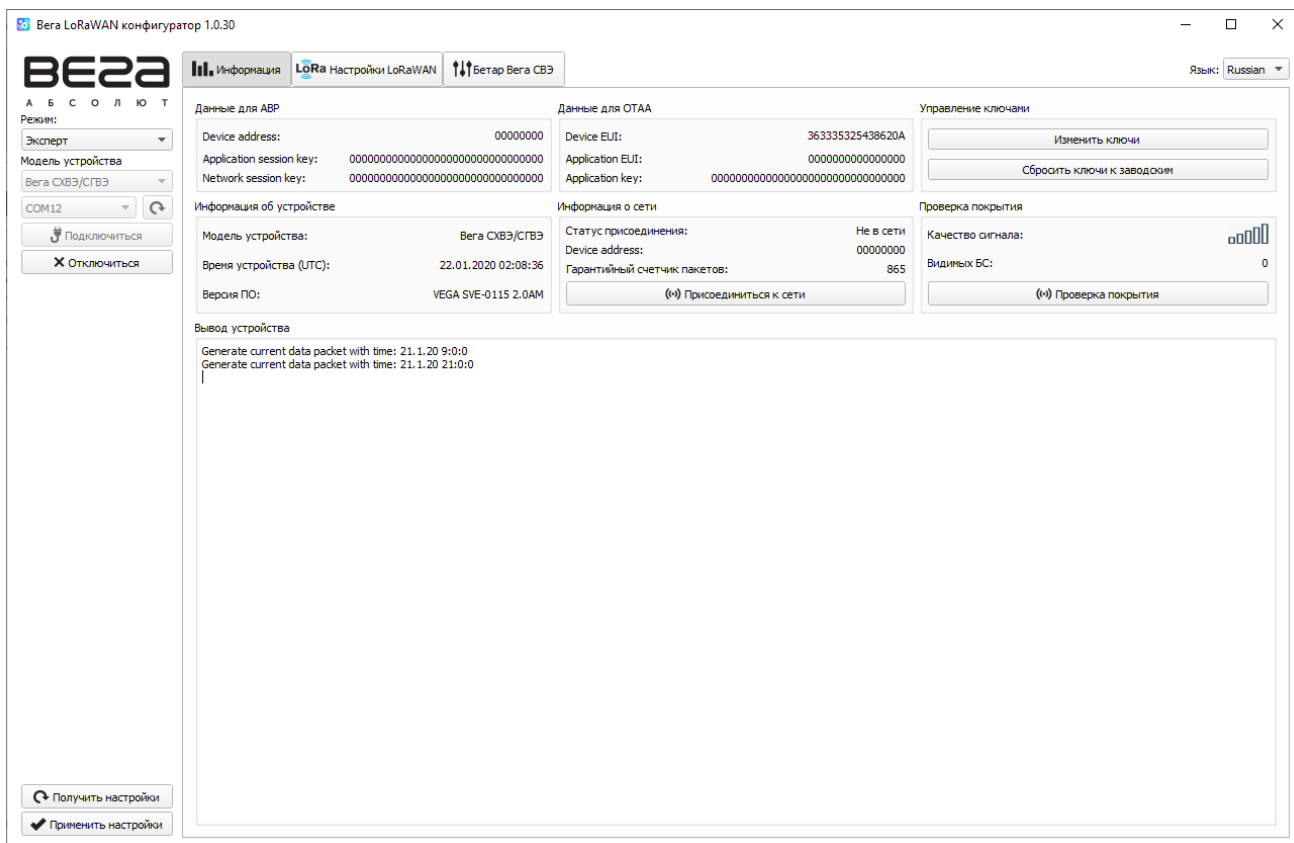 Вега LoRaWAN конфигуратор 1.0.30
ВЕГА
АБСОЛЮТ
Режим:
Эксперт
Модель устройства
Вега СХВЭ/СГВЭ
COM12
Подключиться
Отключиться
Информация
LoRa Настройки LoRaWAN
Бетар Вега СВЭ
Язык: Russian
Данные для ABP
Device address: 00000000
Application session key: 00000000000000000000000000000000
Network session key: 00000000000000000000000000000000
Данные для OTAA
Device EUI: 363335325438620A
Application EUI: 0000000000000000
Application key: 00000000000000000000000000000000
Управление ключами
Изменить ключи
Сбросить ключи к заводским
Информация об устройстве
Модель устройства: Вега СХВЭ/СГВЭ
Время устройства (UTC): 22.01.2020 02:08:36
Версия ПО: VEGA SVE-0115 2.0AM
Информация о сети
Статус присоединения: Не в сети
Device address: 00000000
Гарантийный счетчик пакетов: 865
Присоединиться к сети
Проверка покрытия
Качество сигнала:
Видимых БС: 0
Проверка покрытия
Вывод устройства
Generate current data packet with time: 21.1.20 9:0:0
Generate current data packet with time: 21.1.20 21:0:0
Получить настройки
Применить настройки